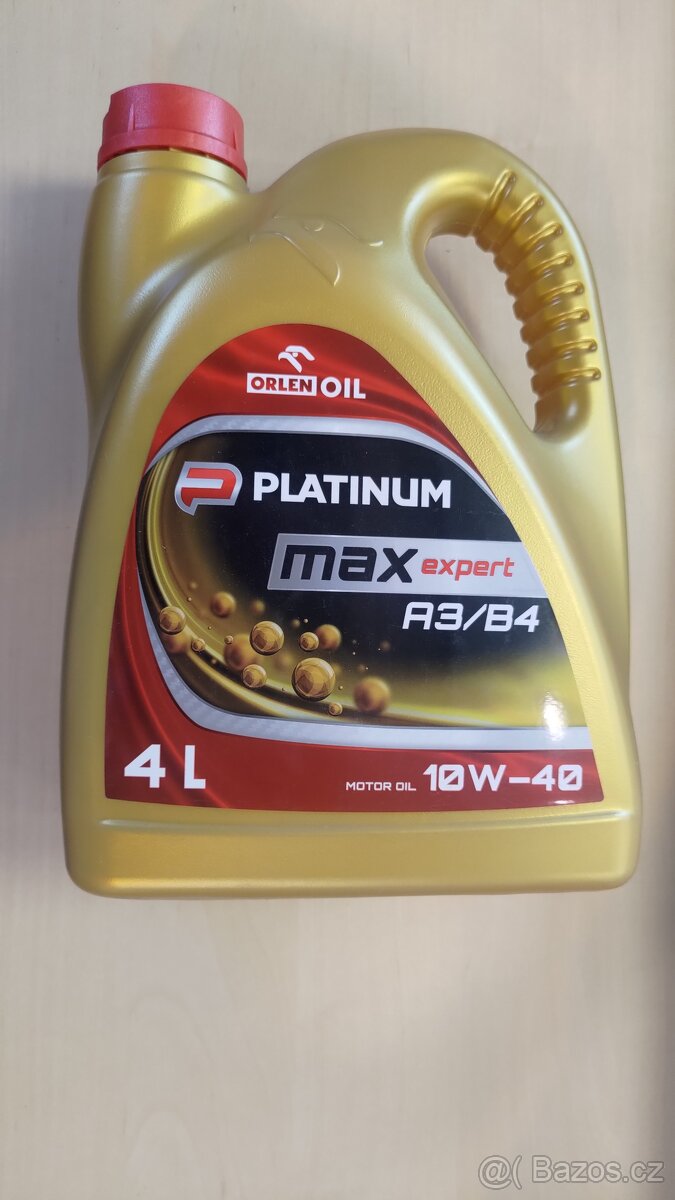 ORLEN OIL
PLATINUM
max expert
A3/B4
4 L
MOTOR OIL 10W-40
@( Bazos.cz